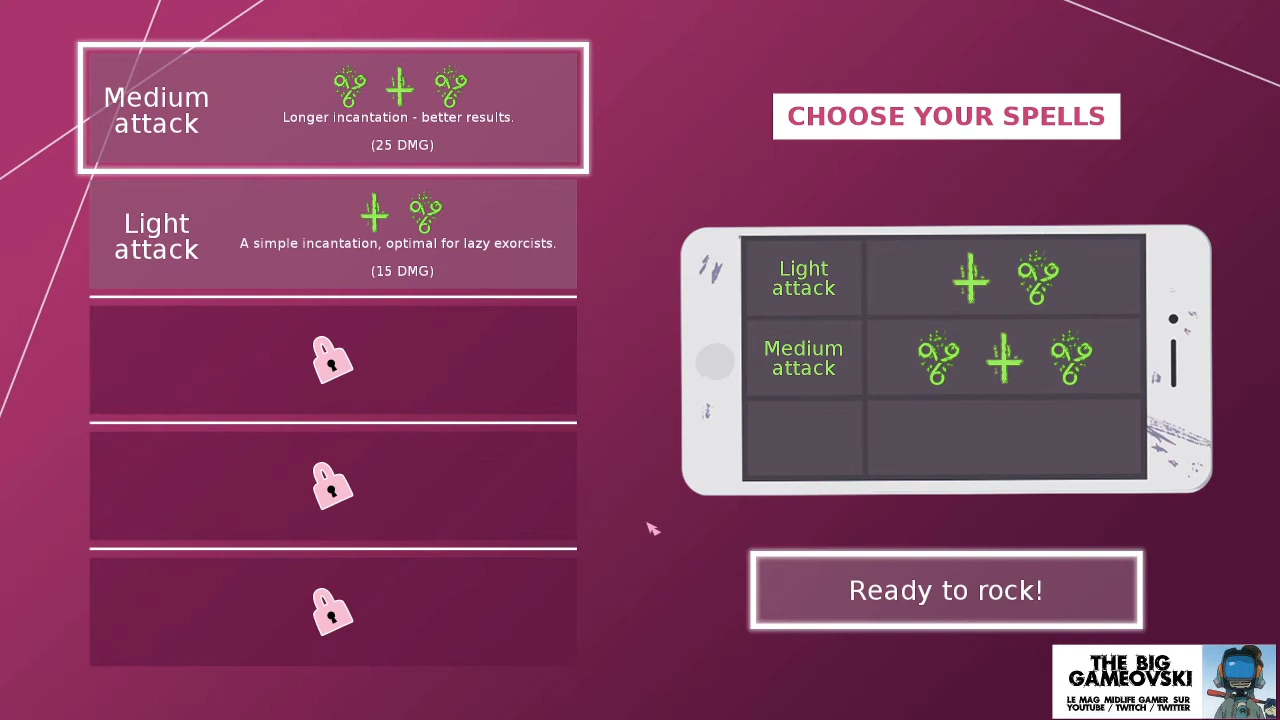 Medium
attack
Longer incantation - better results.
(25 DMG)
Light
attack
A simple incantation, optimal for lazy exorcists.
(15 DMG)
CHOOSE YOUR SPELLS
Light
attack
Medium
attack
Ready to rock!
THE BIG
GAMEOVSKI
LE MAG MIDLIFE GAMER SUR
YOUTUBE / TWITCH / TWITTER